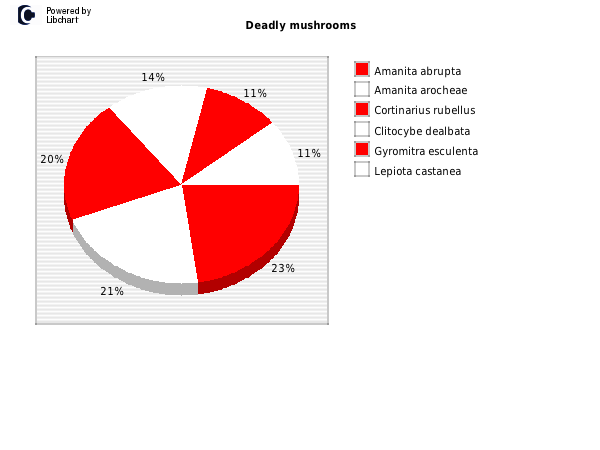 Powered by
Libchart
Deadly mushrooms
14%
11%
11%
20%
23%
21%
Amanita abrupta
Amanita arocheae
Cortinarius rubellus
Clitocybe dealbata
Gyromitra esculenta
Lepiota castanea